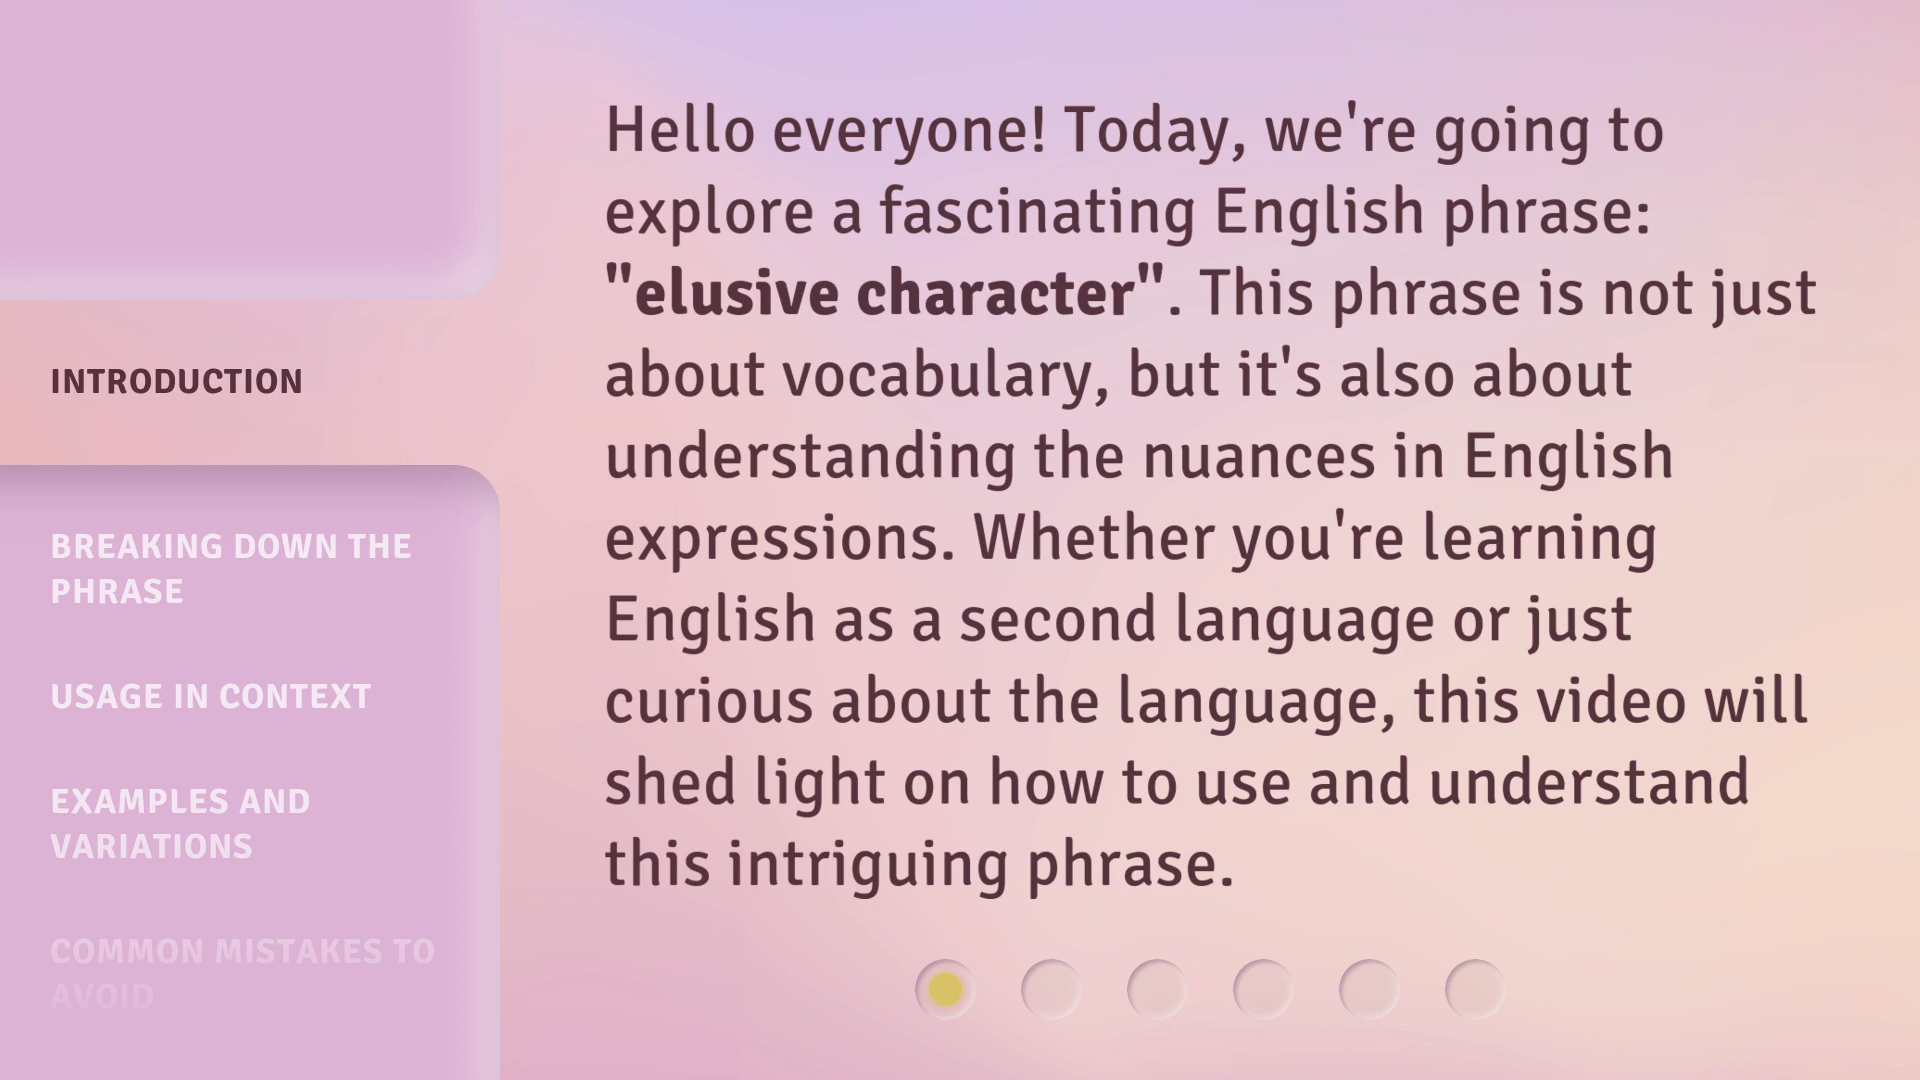 INTRODUCTION
BREAKING DOWN THE
PHRASE
USAGE IN CONTEXT
EXAMPLES AND
VARIATIONS
COMMON MISTAKES TO
AVOID
Hello everyone! Today, we're going to
explore a fascinating English phrase:
"elusive character". This phrase is not just
about vocabulary, but it's also about
understanding the nuances in English
expressions. Whether you're learning
English as a second language or just
curious about the language, this video will
shed light on how to use and understand
this intriguing phrase.